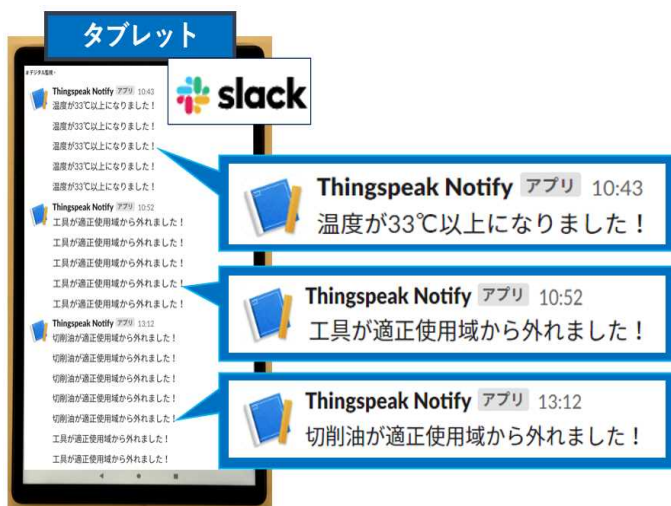 タブレット
slack
# デジタル監視
Thingspeak Notify アプリ 10:43
温度が33℃以上になりました！
温度が33℃以上になりました！
温度が33℃以上になりました！
温度が33℃以上になりました！
温度が33℃以上になりました！
Thingspeak Notify アプリ 10:52
工具が適正使用域から外れました！
工具が適正使用域から外れました！
工具が適正使用域から外れました！
工具が適正使用域から外れました！
工具が適正使用域から外れました！
Thingspeak Notify アプリ 13:12
切削油が適正使用域から外れました！
切削油が適正使用域から外れました！
切削油が適正使用域から外れました！
切削油が適正使用域から外れました！
切削油が適正使用域から外れました！
工具が適正使用域から外れました！
工具が適正使用域から外れました！
Thingspeak Notify アプリ 10:43
温度が33℃以上になりました！
Thingspeak Notify アプリ 10:52
工具が適正使用域から外れました！
Thingspeak Notify アプリ 13:12
切削油が適正使用域から外れました！